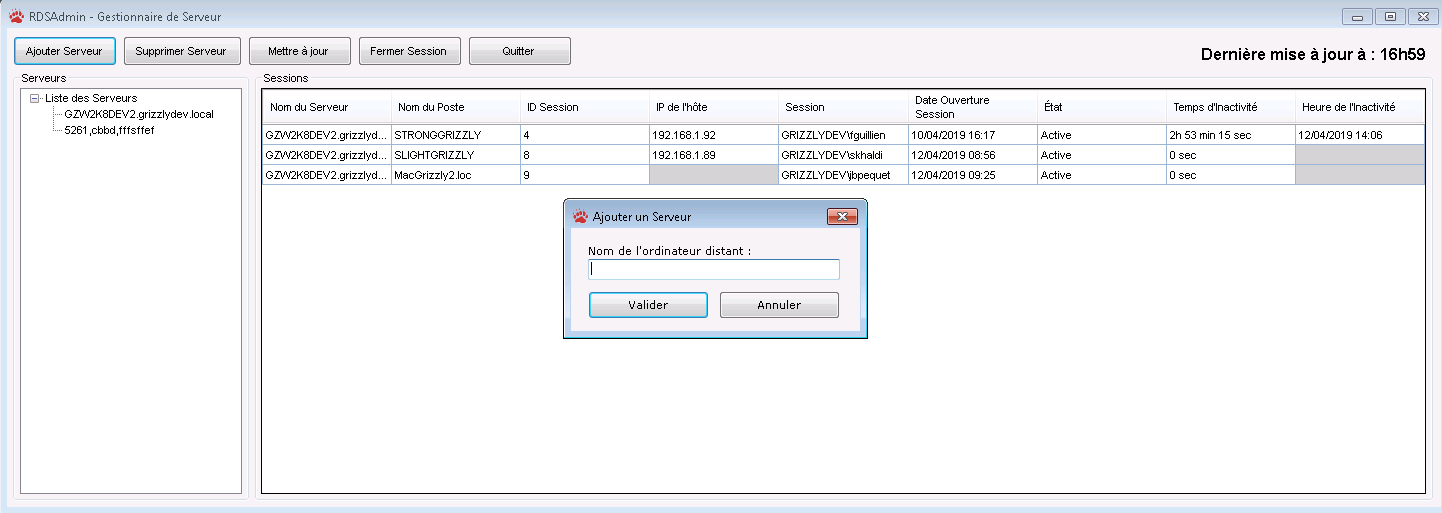 RDSAdmin - Gestionnaire de Serveur
Ajouter Serveur Supprimer Serveur Mettre à jour Fermer Session Quitter
Dernière mise à jour à : 16h59
Serveurs
Liste des Serveurs
GZW2K8DEV2.grizzlydev.local
5261,cbbd,fffsffef
Sessions
Nom du Serveur Nom du Poste ID Session IP de l'hôte Session Date Ouverture Session État Temps d'Inactivité Heure de l'Inactivité
GZW2K8DEV2.grizzlyd... STRONGGRIZZLY 4 192.168.1.92 GRIZZLYDEV\fguillien 10/04/2019 16:17 Active 2h 53 min 15 sec 12/04/2019 14:06
GZW2K8DEV2.grizzlyd... SLIGHTGRIZZLY 8 192.168.1.89 GRIZZLYDEV\skhaldi 12/04/2019 08:56 Active 0 sec
GZW2K8DEV2.grizzlyd... MacGrizzly2.loc 9 GRIZZLYDEV\jbpequet 12/04/2019 09:25 Active 0 sec
Ajouter un Serveur
Nom de l'ordinateur distant :
Valider Annuler